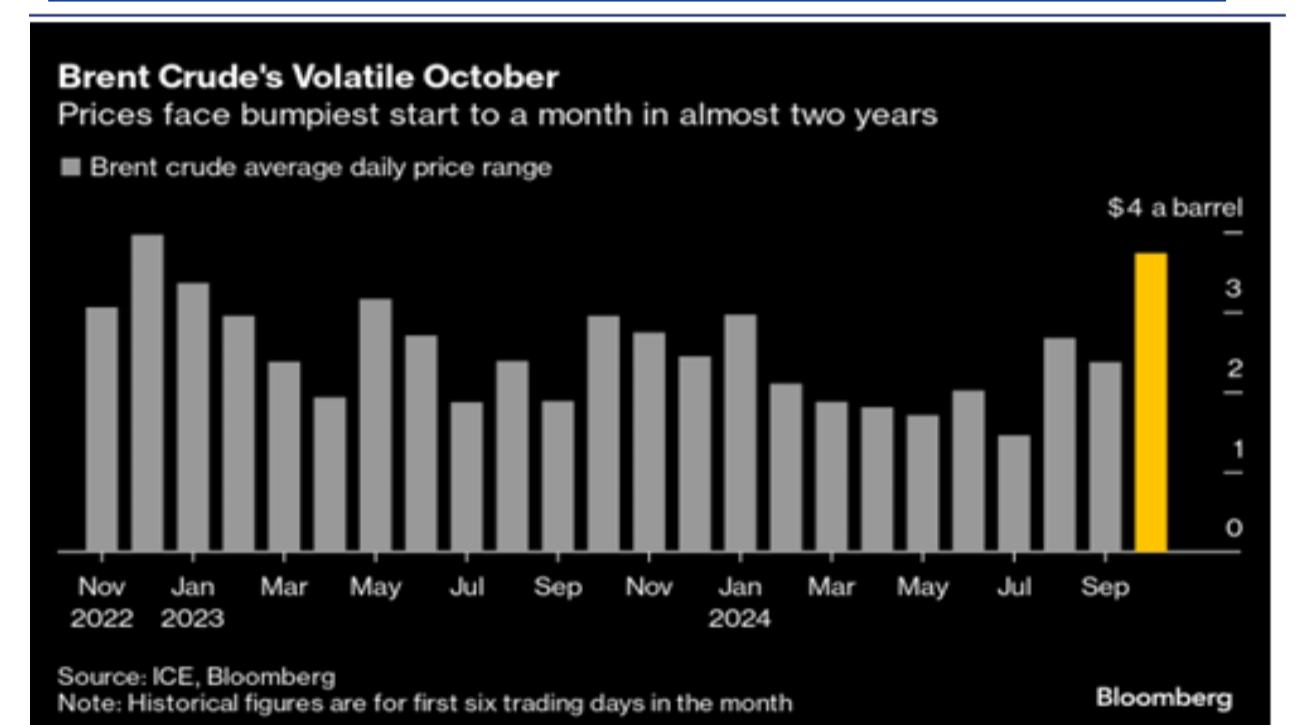 Brent Crude's Volatile October
Prices face bumpiest start to a month in almost two years
Brent crude average daily price range
$4 a barrel
3
2
1
0
Nov Jan Mar May Jul Sep Nov Jan Mar May Jul Sep
2022 2023 2024
Source: ICE, Bloomberg
Note: Historical figures are for first six trading days in the month
Bloomberg